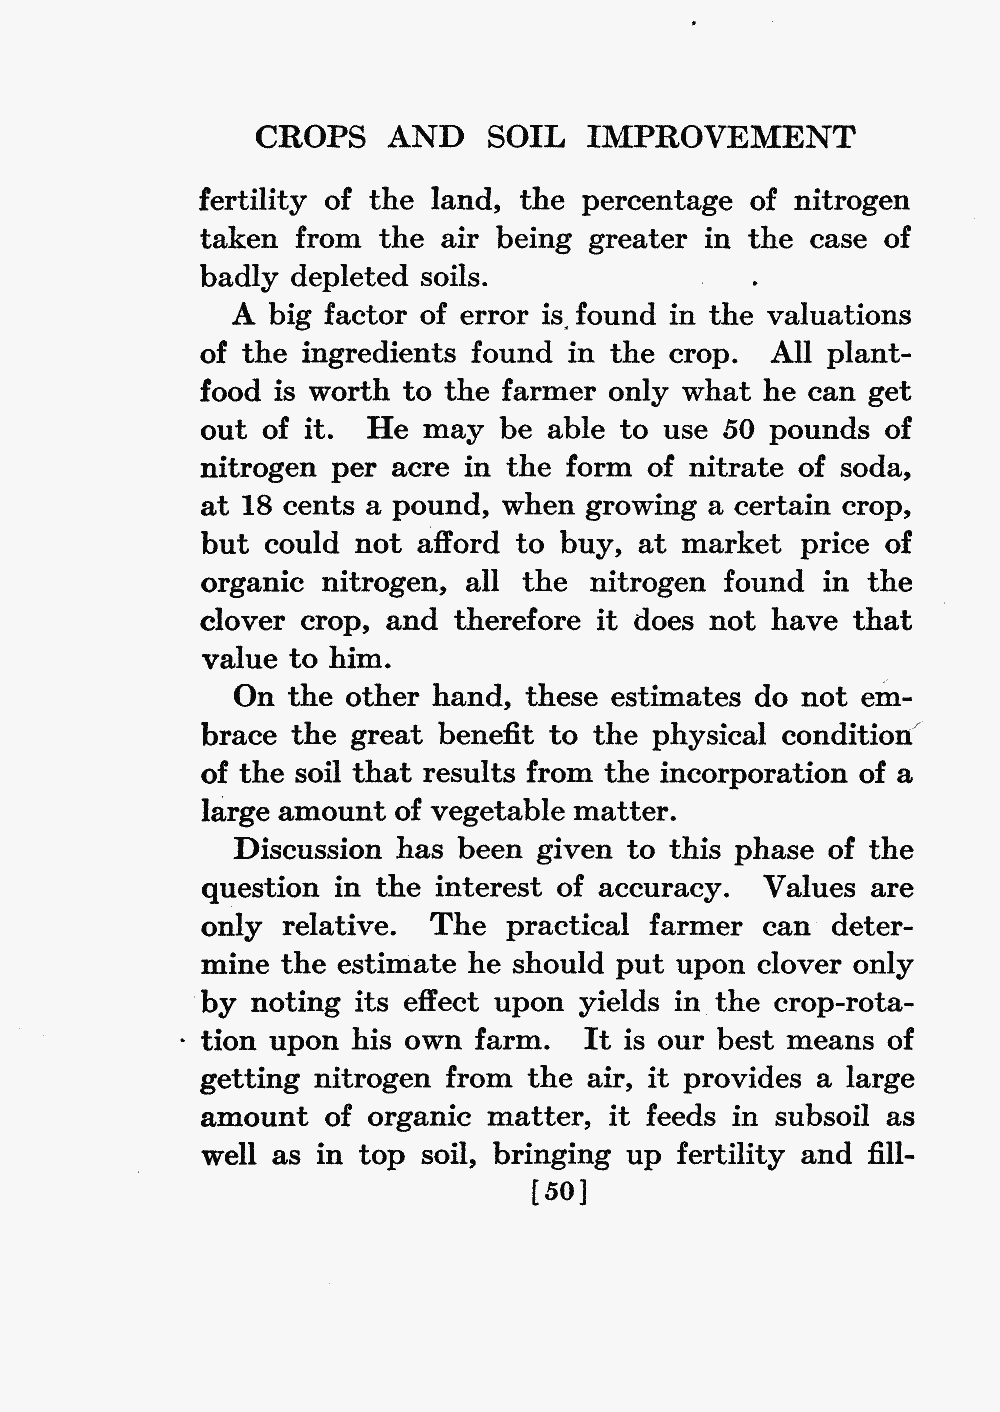 CROPS AND SOIL IMPROVEMENT
fertility of the land, the percentage of nitrogen
taken from the air being greater in the case of
badly depleted soils.
A big factor of error is found in the valuations
of the ingredients found in the crop. All plant-
food is worth to the farmer only what he can get
out of it. He may be able to use 50 pounds of
nitrogen per acre in the form of nitrate of soda,
at 18 cents a pound, when growing a certain crop,
but could not afford to buy, at market price of
organic nitrogen, all the nitrogen found in the
clover crop, and therefore it does not have that
value to him.
On the other hand, these estimates do not em-
brace the great benefit to the physical condition
of the soil that results from the incorporation of a
large amount of vegetable matter.
Discussion has been given to this phase of the
question in the interest of accuracy. Values are
only relative. The practical farmer can deter-
mine the estimate he should put upon clover only
by noting its effect upon yields in the crop-rota-
tion upon his own farm. It is our best means of
getting nitrogen from the air, it provides a large
amount of organic matter, it feeds in subsoil as
well as in top soil, bringing up fertility and fill-
[50]